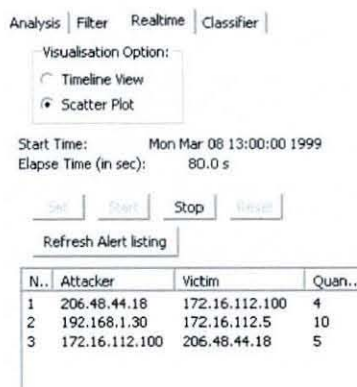 Analysis Filter Realtime Classifier
Visualisation Option:
Timeline View
Scatter Plot
Start Time: Mon Mar 08 13:00:00 1999
Elapse Time (in sec): 80.0 s
Set Start Stop Reset
Refresh Alert listing
N.. Attacker Victim Quan..
1 206.48.44.18 172.16.112.100 4
2 192.168.1.30 172.16.112.5 10
3 172.16.112.100 206.48.44.18 5